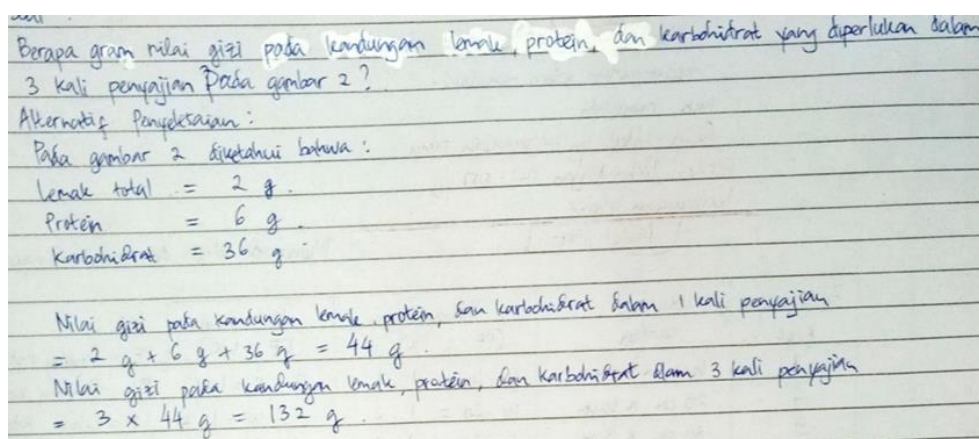 Berapa gram nilai gizi pada kandungan lemak, protein, dan karbohidrat yang diperlukan dalam
3 kali penyajian Pada gambar 2?
Alternatif Penyelesaian:
Pada gambar 2 diketahui bahwa:
Lemak total = 2 g.
Protein = 6 g.
Karbohidrat = 36 g
Nilai gizi pada kandungan lemak, protein, dan karbohidrat dalam 1 kali penyajian
= 2 g + 6 g + 36 g = 44 g.
Nilai gizi pada kandungan lemak, protein, dan karbohidrat dlam 3 kali penyajian
= 3 x 44 g = 132 g.